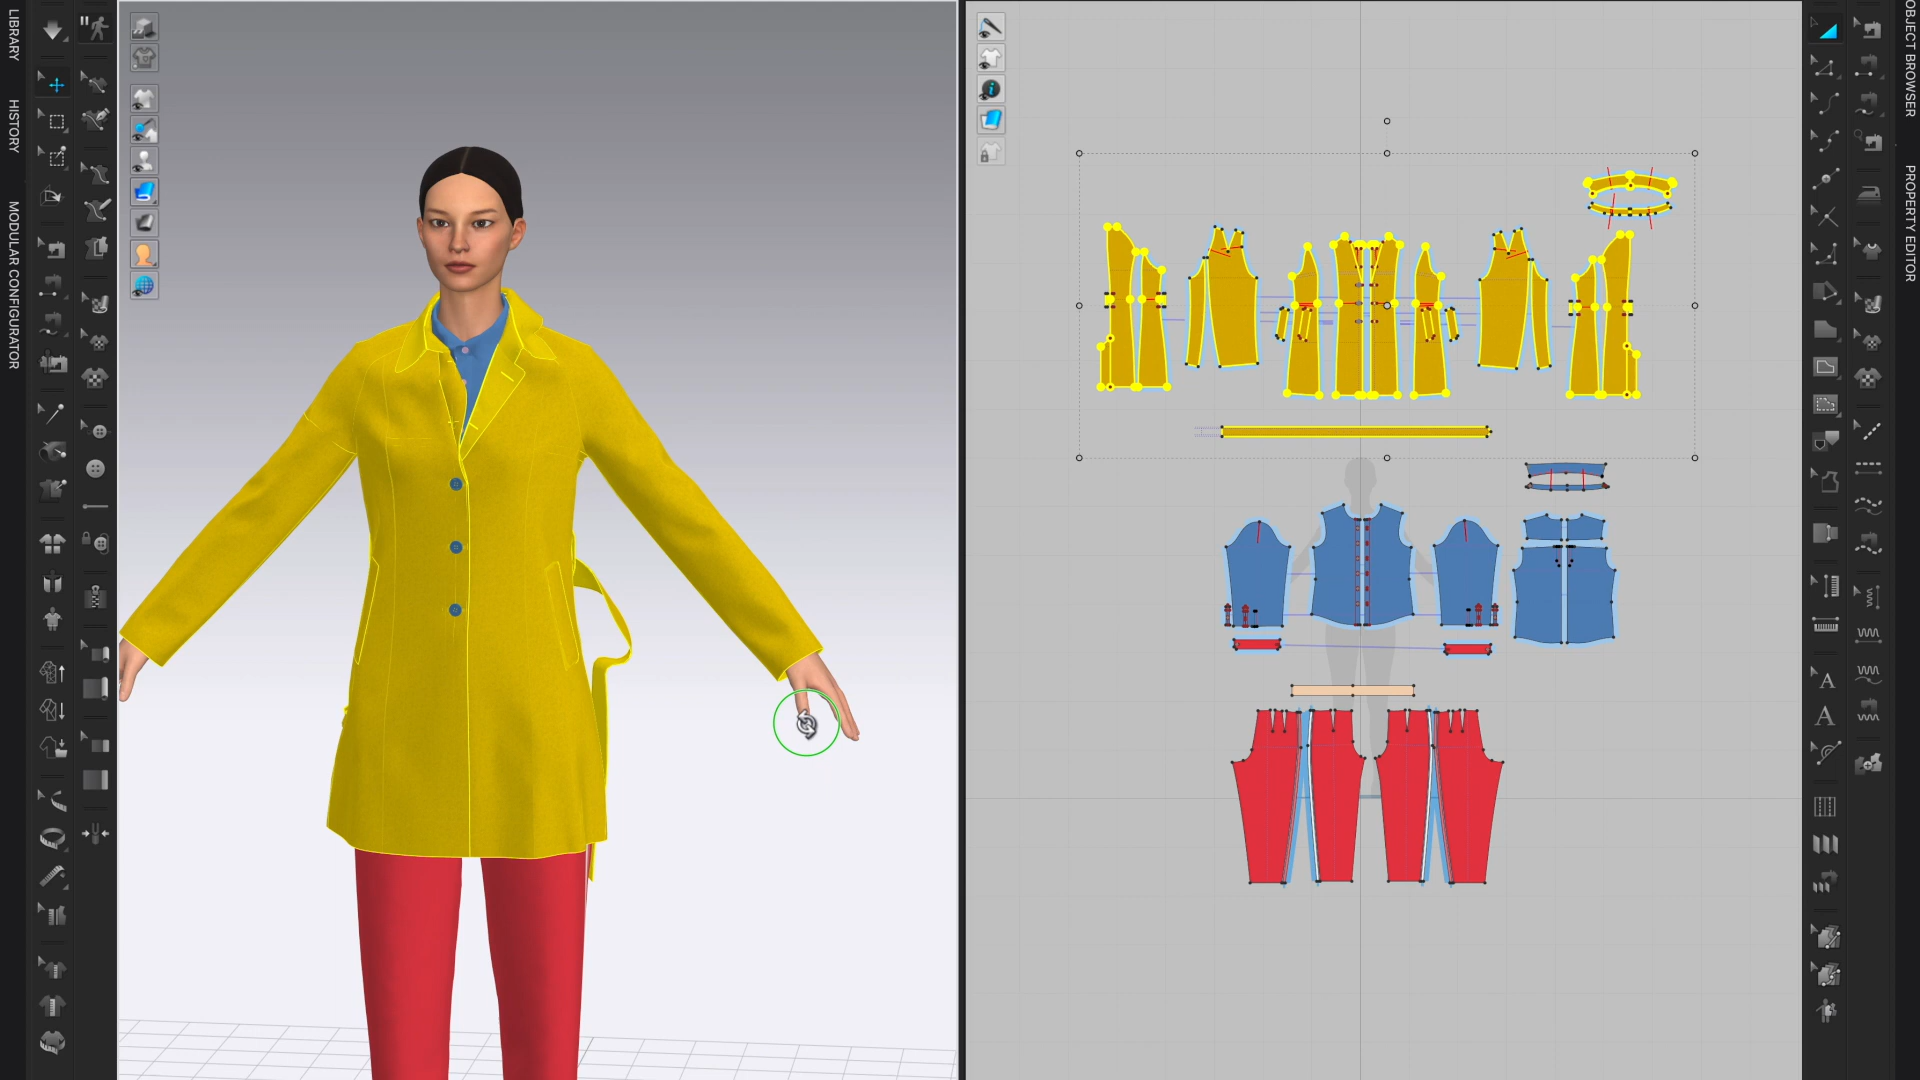 LIBRARY
HISTORY
MODULAR CONFIGURATOR
OBJECT BROWSER
PROPERTY EDITOR
A
A